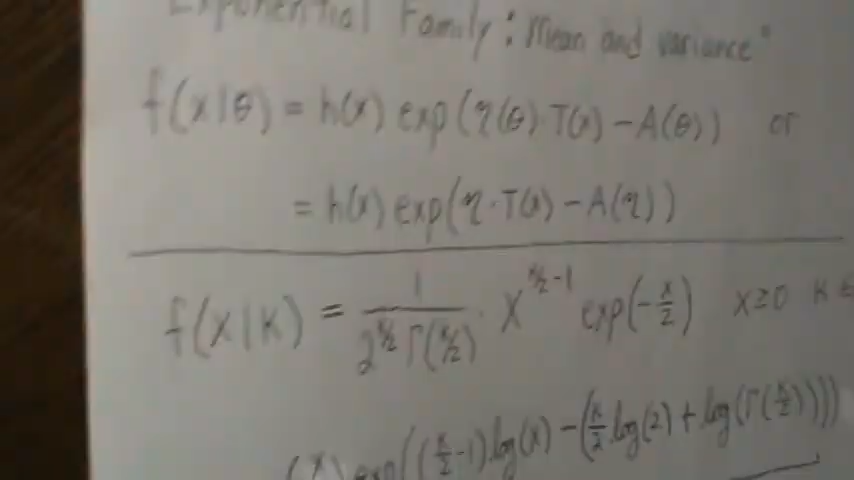 Exponential Family: Mean and variance"
f(x|θ) = h(x) exp(η(θ)·T(x) − A(θ)) or
= h(x) exp(η·T(x) − A(η))
f(x|k) = 1/(2^(k/2) Γ(k/2)) · x^(k/2−1) exp(−x/2) x≥0 k ∈
(x) exp((k/2−1)·log(x) − (k/2·log(2) + log(Γ(k/2))))